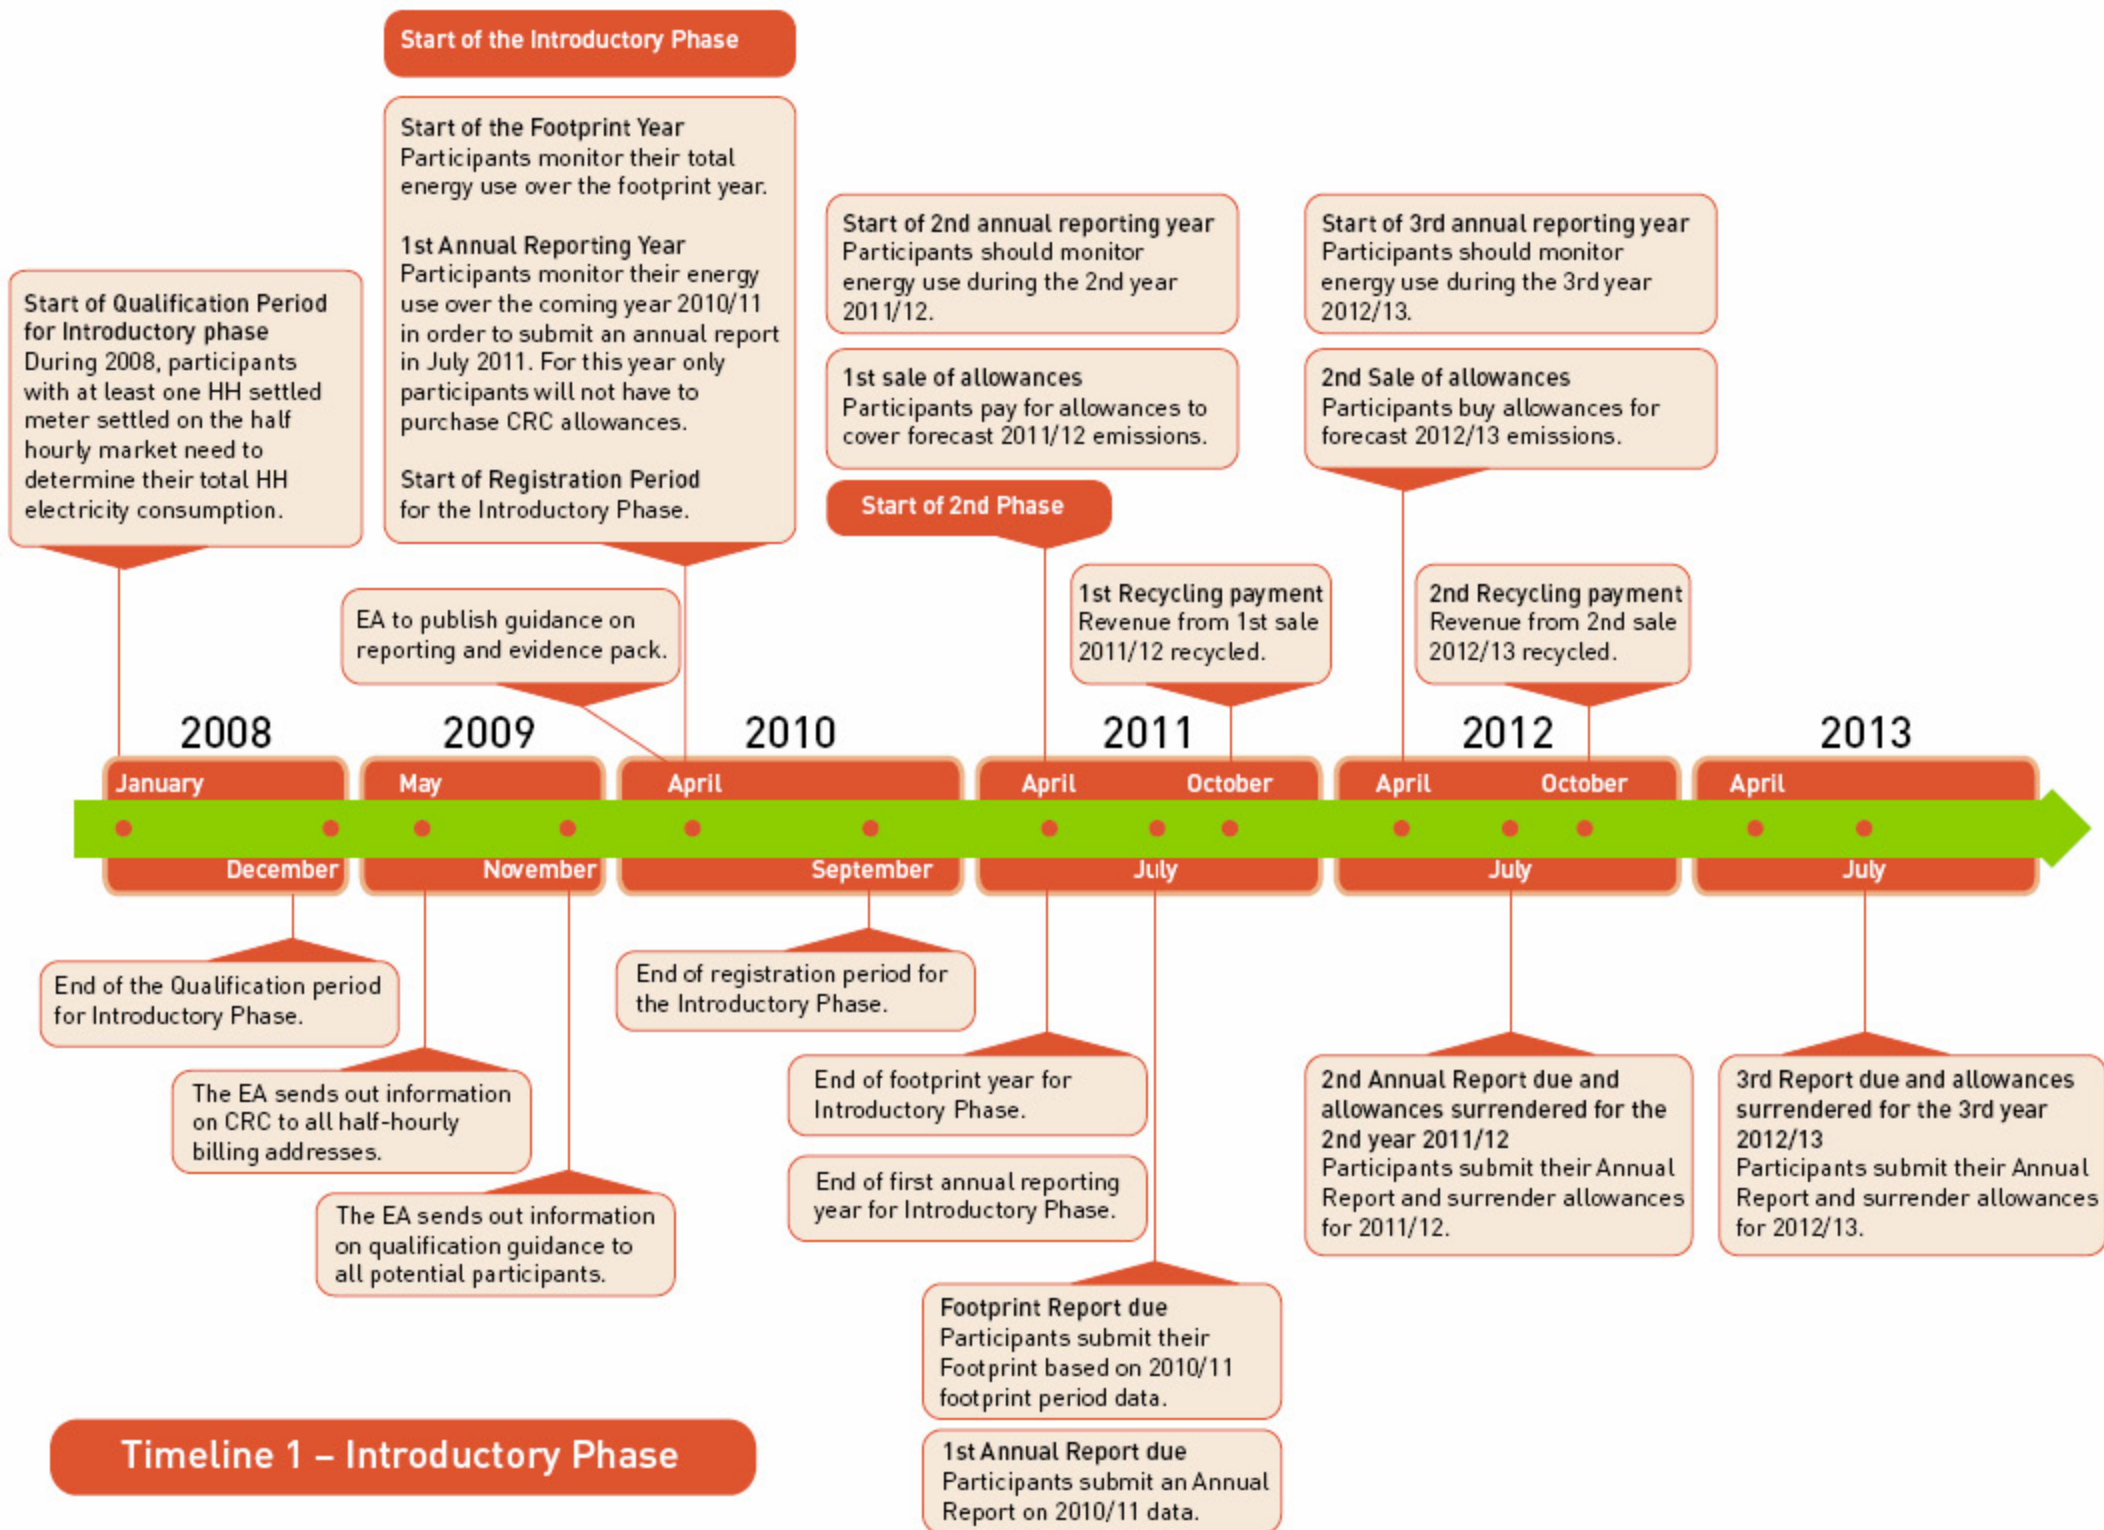 Start of the Introductory Phase
Start of the Footprint Year
Participants monitor their total
energy use over the footprint year.
1st Annual Reporting Year
Participants monitor their energy
use over the coming year 2010/11
in order to submit an annual report
in July 2011. For this year only
participants will not have to
purchase CRC allowances.
Start of Registration Period
for the Introductory Phase.
Start of Qualification Period
for Introductory phase
During 2008, participants
with at least one HH settled
meter settled on the half
hourly market need to
determine their total HH
electricity consumption.
Start of 2nd annual reporting year
Participants should monitor
energy use during the 2nd year
2011/12.
1st sale of allowances
Participants pay for allowances to
cover forecast 2011/12 emissions.
Start of 2nd Phase
Start of 3rd annual reporting year
Participants should monitor
energy use during the 3rd year
2012/13.
2nd Sale of allowances
Participants buy allowances for
forecast 2012/13 emissions.
EA to publish guidance on
reporting and evidence pack.
1st Recycling payment
Revenue from 1st sale
2011/12 recycled.
2nd Recycling payment
Revenue from 2nd sale
2012/13 recycled.
2008
2009
2010
2011
2012
2013
January
May
April
April
October
April
October
April
December
November
September
July
July
July
End of the Qualification period
for Introductory Phase.
The EA sends out information
on CRC to all half-hourly
billing addresses.
The EA sends out information
on qualification guidance to
all potential participants.
End of registration period for
the Introductory Phase.
End of footprint year for
Introductory Phase.
End of first annual reporting
year for Introductory Phase.
Footprint Report due
Participants submit their
Footprint based on 2010/11
footprint period data.
1st Annual Report due
Participants submit an Annual
Report on 2010/11 data.
2nd Annual Report due and
allowances surrendered for the
2nd year 2011/12
Participants submit their Annual
Report and surrender allowances
for 2011/12.
3rd Report due and allowances
surrendered for the 3rd year
2012/13
Participants submit their Annual
Report and surrender allowances
for 2012/13.
Timeline 1 – Introductory Phase